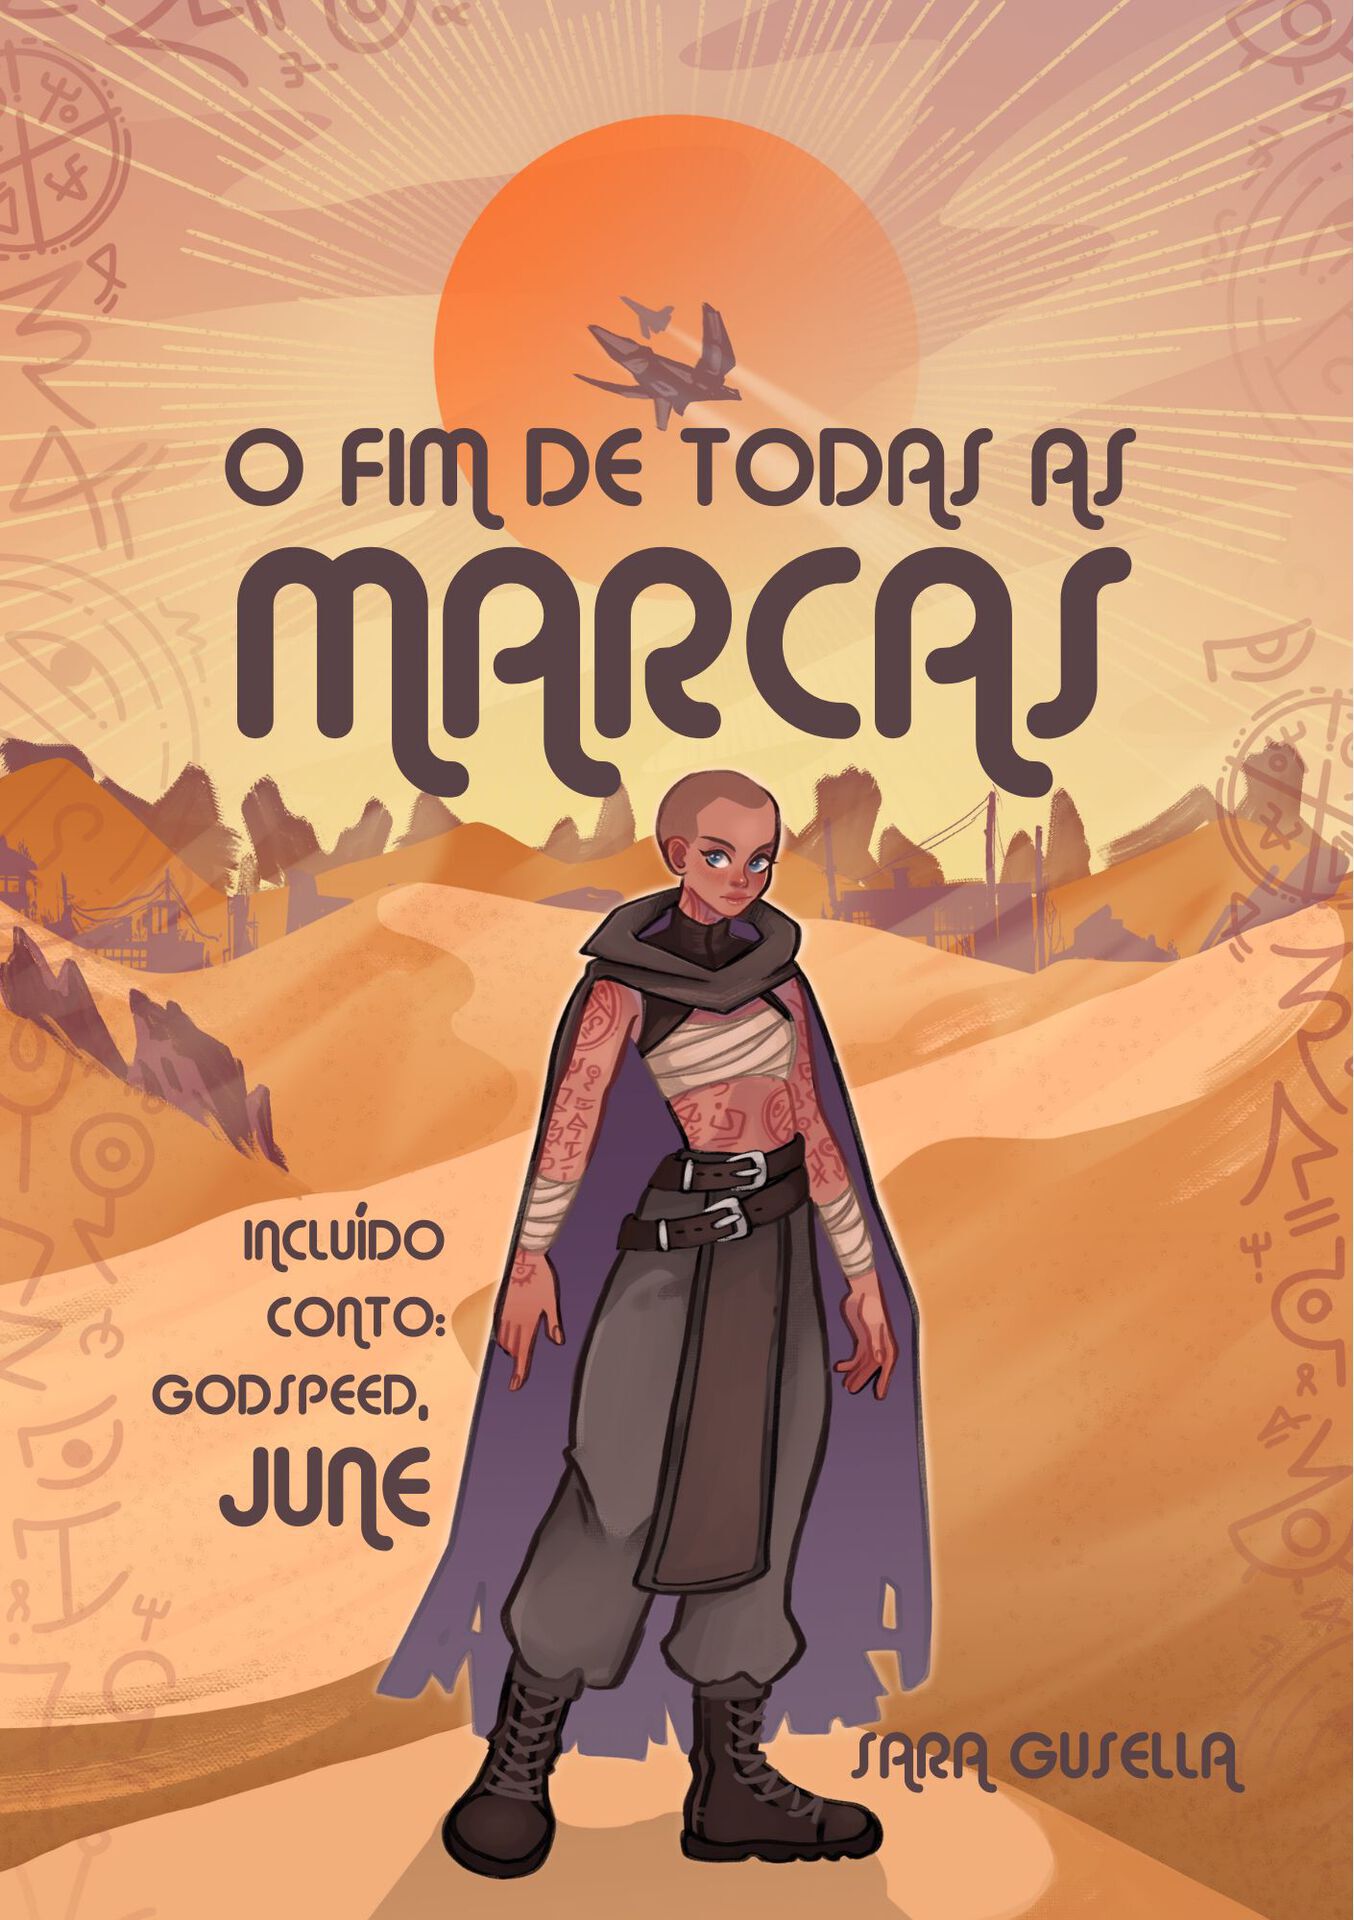 O FIM DE TODAS AS
MARCAS
INCLUÍDO
CONTO:
GODSPEED,
JUNE
SARA GUSELLA